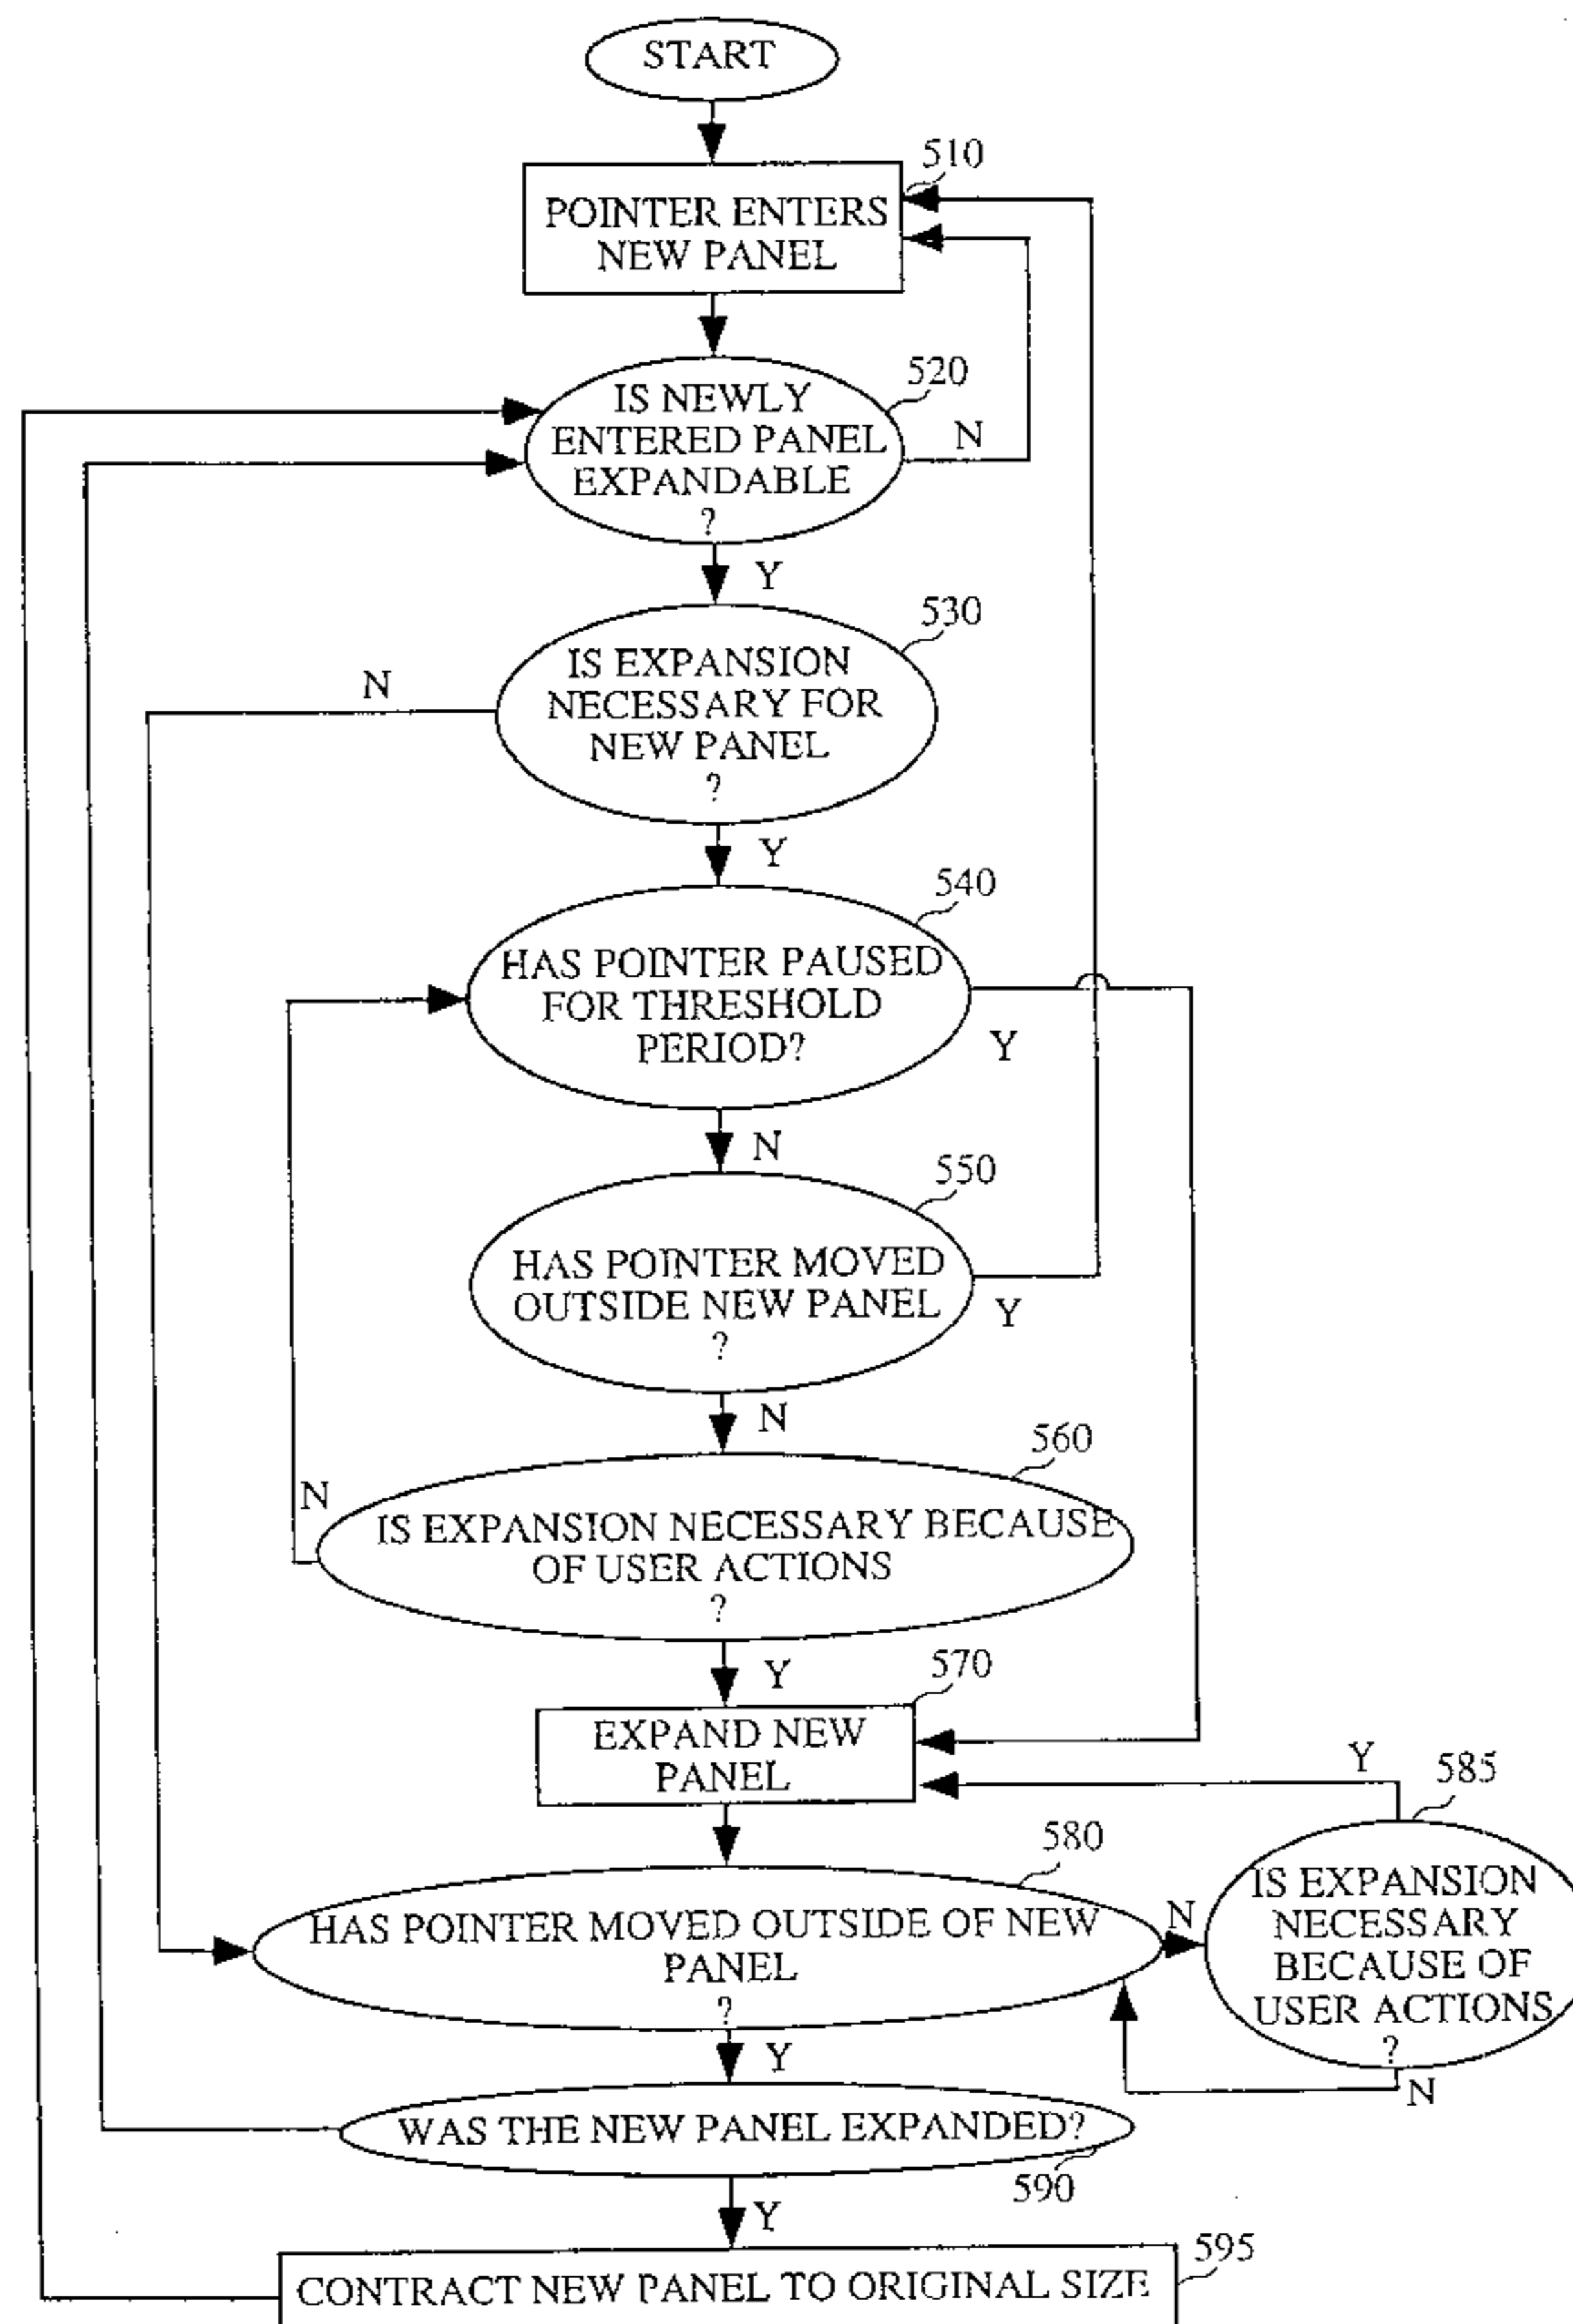 START
510
POINTER ENTERS
NEW PANEL
520
IS NEWLY
ENTERED PANEL
EXPANDABLE
?
N
Y
530
IS EXPANSION
NECESSARY FOR
NEW PANEL
?
N
Y
540
HAS POINTER PAUSED
FOR THRESHOLD
PERIOD?
Y
N
550
HAS POINTER MOVED
OUTSIDE NEW PANEL
?
Y
N
560
N
IS EXPANSION NECESSARY BECAUSE
OF USER ACTIONS
?
Y
570
EXPAND NEW
PANEL
Y
585
580
HAS POINTER MOVED OUTSIDE OF NEW
PANEL
?
N
IS EXPANSION
NECESSARY
BECAUSE OF
USER ACTIONS
?
N
Y
WAS THE NEW PANEL EXPANDED?
590
Y
595
CONTRACT NEW PANEL TO ORIGINAL SIZE